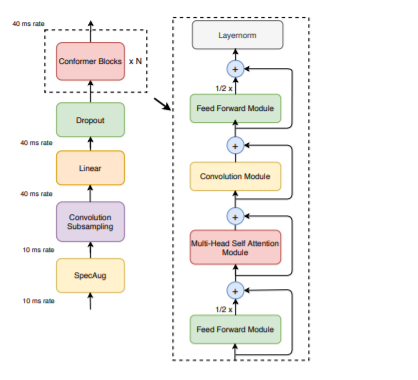 40 ms rate
Conformer Blocks
x N
Dropout
40 ms rate
Linear
40 ms rate
Convolution
Subsampling
10 ms rate
SpecAug
10 ms rate
Layernorm
+
1/2 x
Feed Forward Module
+
Convolution Module
+
Multi-Head Self Attention
Module
+
1/2 x
Feed Forward Module